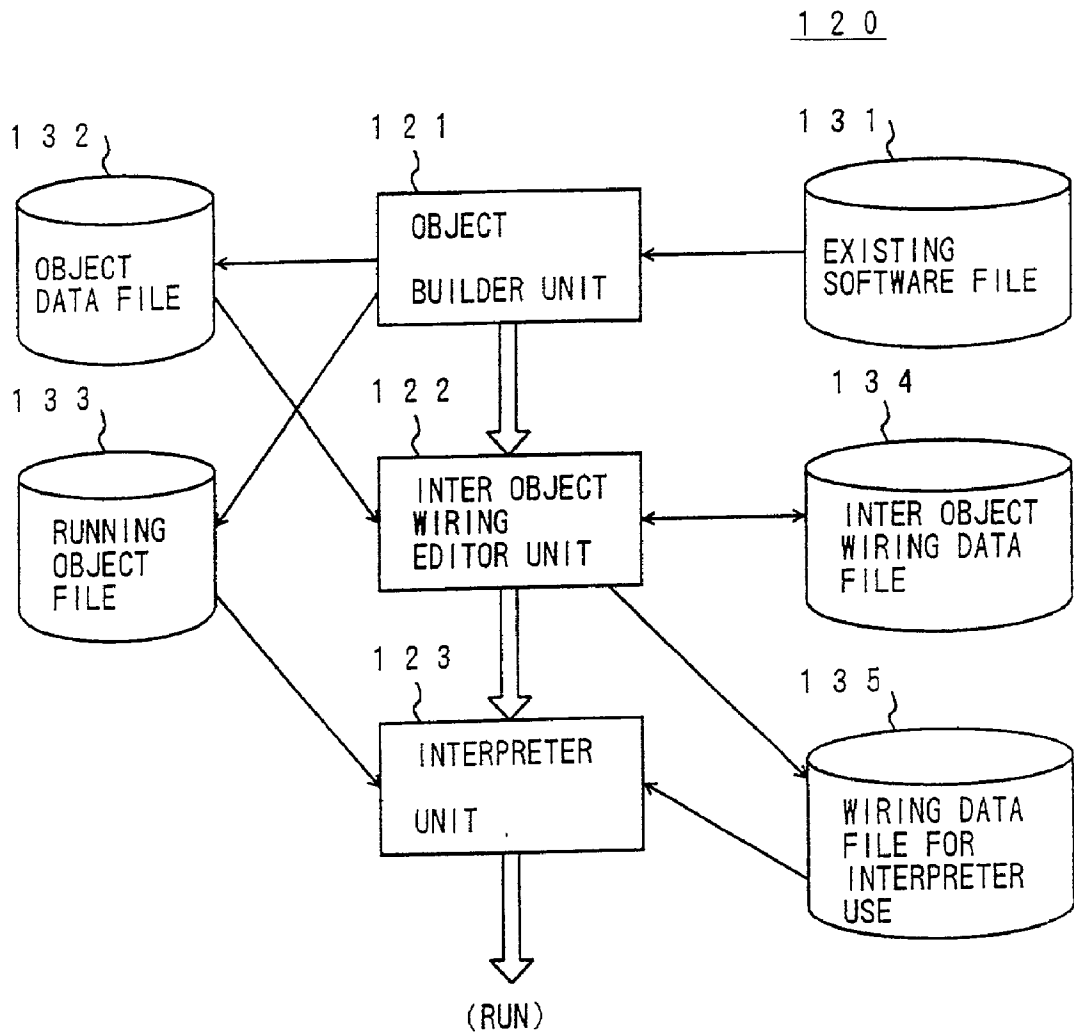 120
132
121
131
OBJECT
DATA FILE
OBJECT
BUILDER UNIT
EXISTING
SOFTWARE FILE
133
122
134
RUNNING
OBJECT
FILE
INTER OBJECT
WIRING
EDITOR UNIT
INTER OBJECT
WIRING DATA
FILE
123
135
INTERPRETER
UNIT
WIRING DATA
FILE FOR
INTERPRETER
USE
(RUN)